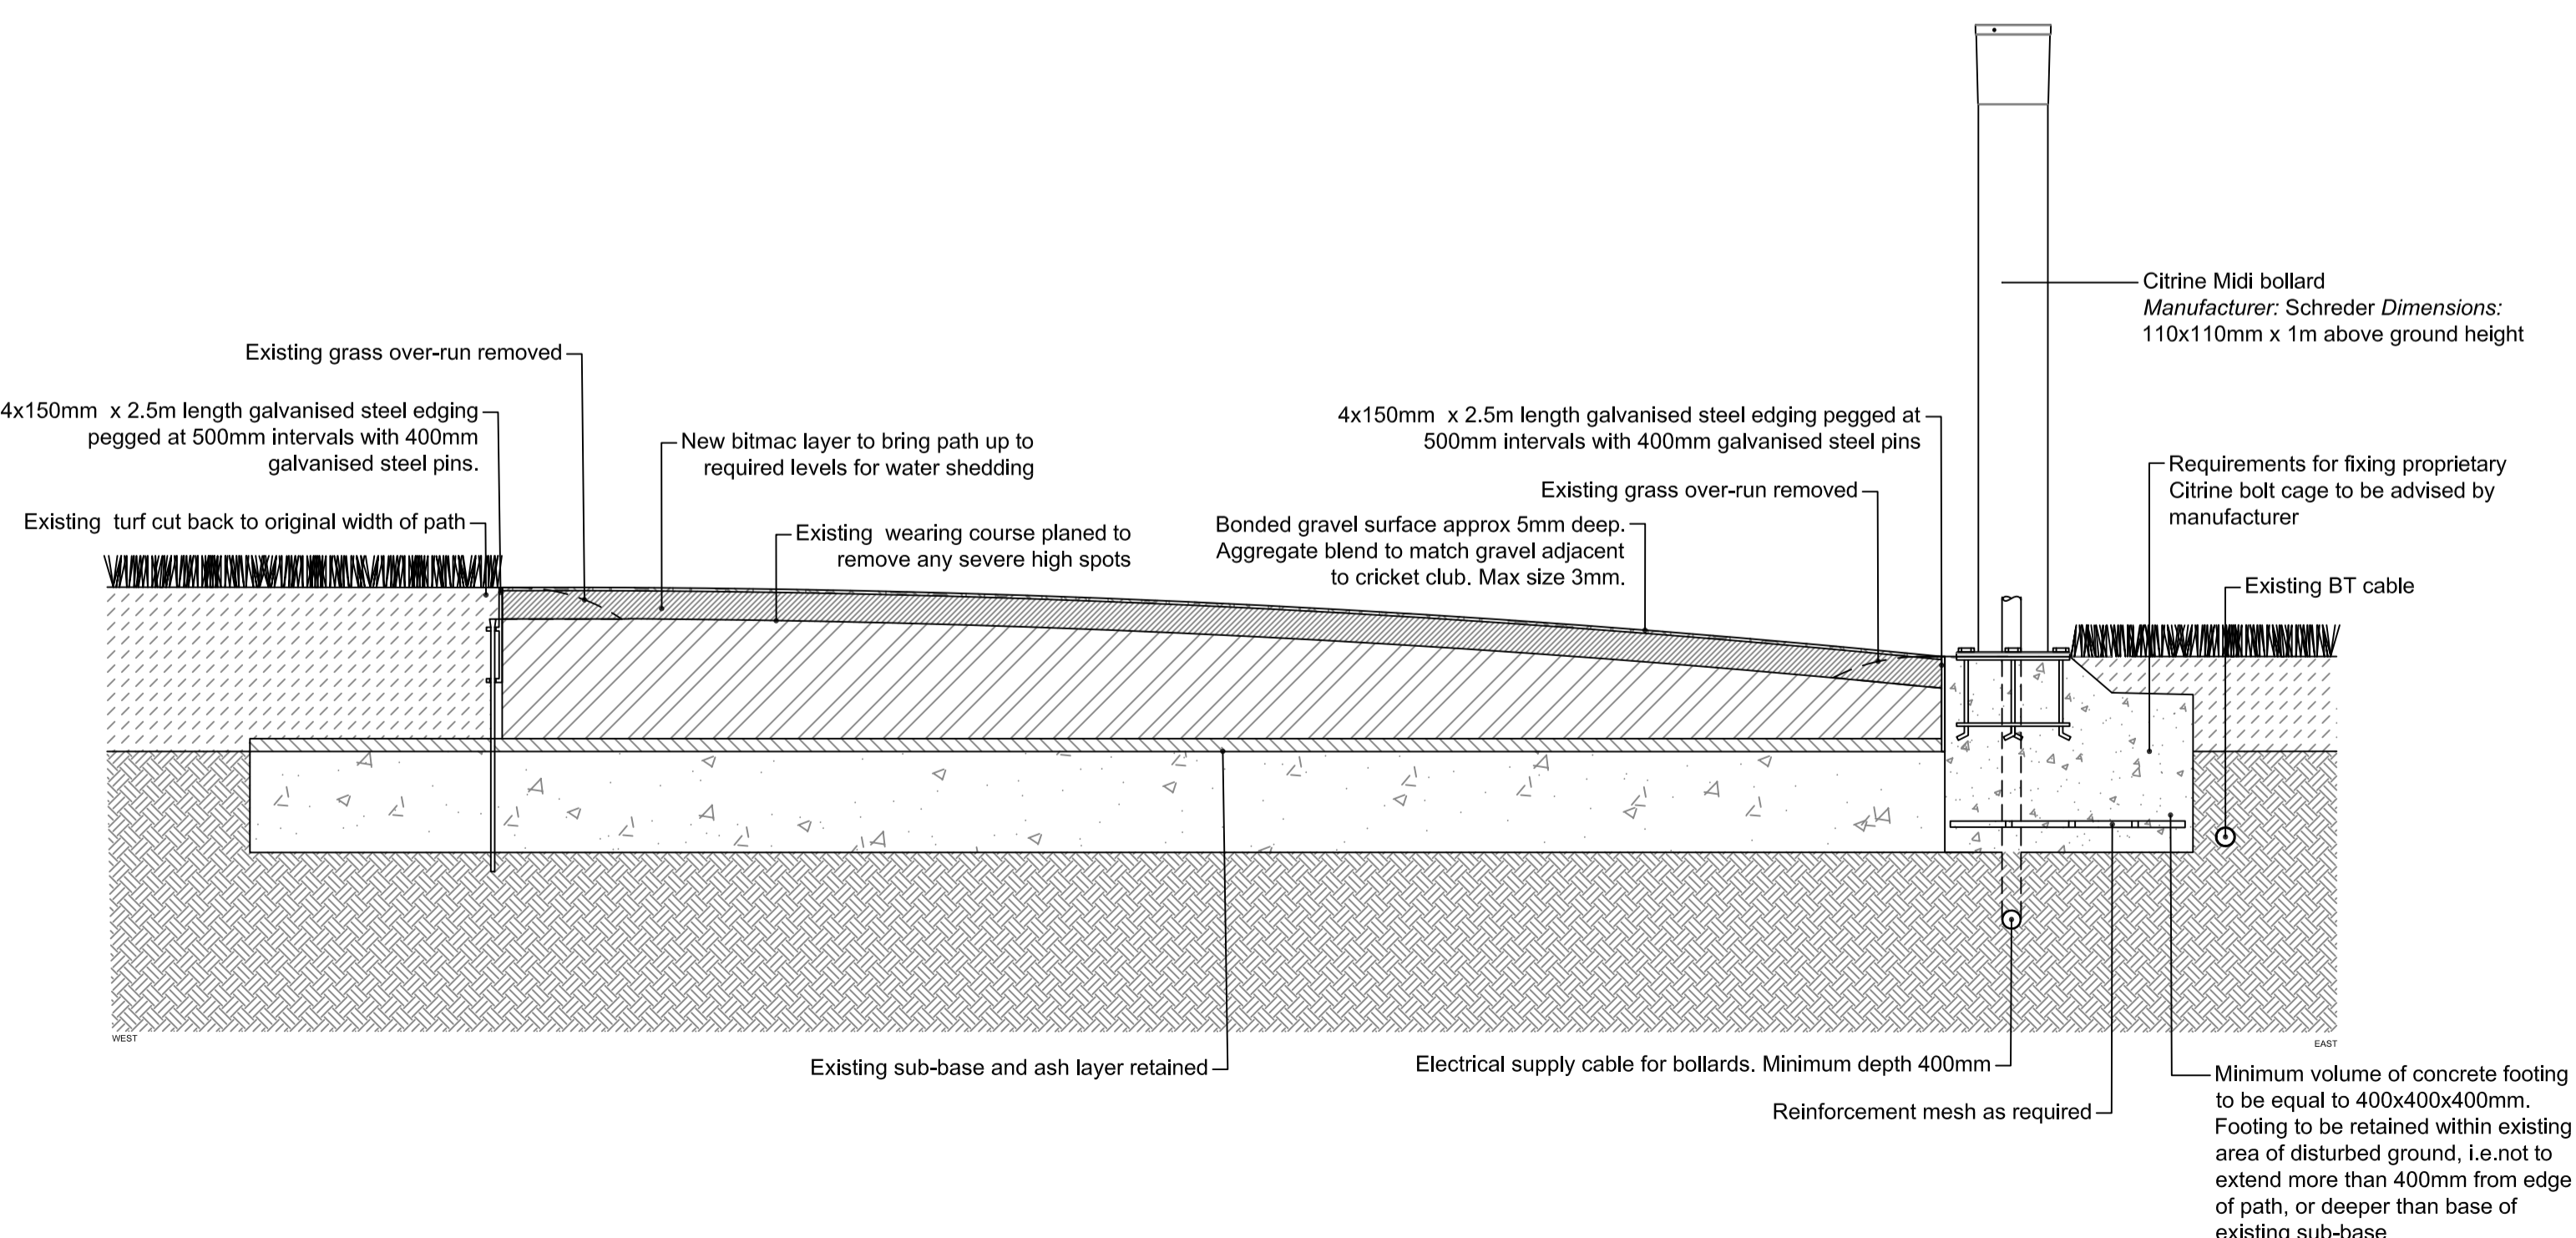 Citrine Midi bollard
Manufacturer: Schreder Dimensions:
110x110mm x 1m above ground height
Existing grass over-run removed
4x150mm x 2.5m length galvanised steel edging
pegged at 500mm intervals with 400mm
galvanised steel pins.
New bitmac layer to bring path up to
required levels for water shedding
4x150mm x 2.5m length galvanised steel edging pegged at
500mm intervals with 400mm galvanised steel pins
Requirements for fixing proprietary
Citrine bolt cage to be advised by
manufacturer
Existing grass over-run removed
Existing turf cut back to original width of path
Existing wearing course planed to
remove any severe high spots
Bonded gravel surface approx 5mm deep.
Aggregate blend to match gravel adjacent
to cricket club. Max size 3mm.
Existing BT cable
WEST
EAST
Existing sub-base and ash layer retained
Electrical supply cable for bollards. Minimum depth 400mm
Reinforcement mesh as required
Minimum volume of concrete footing
to be equal to 400x400x400mm.
Footing to be retained within existing
area of disturbed ground, i.e.not to
extend more than 400mm from edge
of path, or deeper than base of
existing sub-base